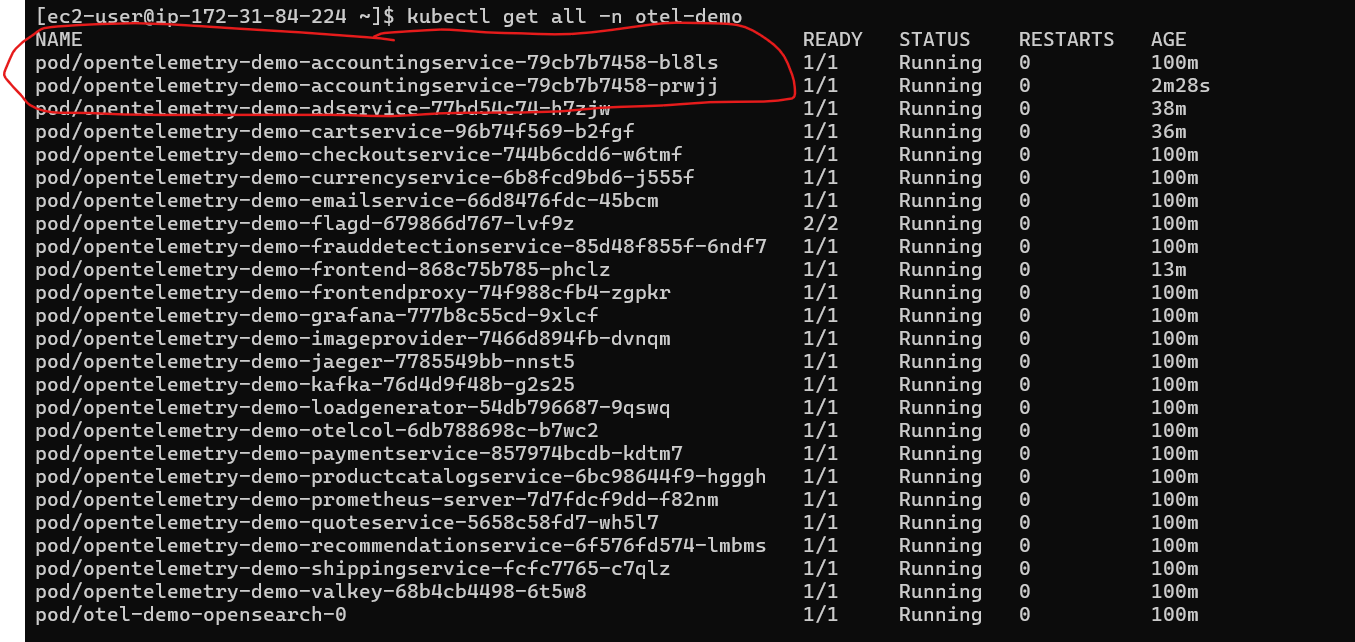 [ec2-user@ip-172-31-84-224 ~]$ kubectl get all -n otel-demo
NAME READY STATUS RESTARTS AGE
pod/opentelemetry-demo-accountingservice-79cb7b7458-bl8ls 1/1 Running 0 100m
pod/opentelemetry-demo-accountingservice-79cb7b7458-prwjj 1/1 Running 0 2m28s
pod/opentelemetry-demo-adservice-77bd54c74-h7zjw 1/1 Running 0 38m
pod/opentelemetry-demo-cartservice-96b74f569-b2fgf 1/1 Running 0 36m
pod/opentelemetry-demo-checkoutservice-744b6cdd6-w6tmf 1/1 Running 0 100m
pod/opentelemetry-demo-currencyservice-6b8fcd9bd6-j555f 1/1 Running 0 100m
pod/opentelemetry-demo-emailservice-66d8476fdc-45bcm 1/1 Running 0 100m
pod/opentelemetry-demo-flagd-679866d767-lvf9z 2/2 Running 0 100m
pod/opentelemetry-demo-frauddetectionservice-85d48f855f-6ndf7 1/1 Running 0 100m
pod/opentelemetry-demo-frontend-868c75b785-phclz 1/1 Running 0 13m
pod/opentelemetry-demo-frontendproxy-74f988cfb4-zgpkr 1/1 Running 0 100m
pod/opentelemetry-demo-grafana-777b8c55cd-9xlcf 1/1 Running 0 100m
pod/opentelemetry-demo-imageprovider-7466d894fb-dvnqm 1/1 Running 0 100m
pod/opentelemetry-demo-jaeger-7785549bb-nnst5 1/1 Running 0 100m
pod/opentelemetry-demo-kafka-76d4d9f48b-g2s25 1/1 Running 0 100m
pod/opentelemetry-demo-loadgenerator-54db796687-9qswq 1/1 Running 0 100m
pod/opentelemetry-demo-otelcol-6db788698c-b7wc2 1/1 Running 0 100m
pod/opentelemetry-demo-paymentservice-857974bcdb-kdtm7 1/1 Running 0 100m
pod/opentelemetry-demo-productcatalogservice-6bc98644f9-hgggh 1/1 Running 0 100m
pod/opentelemetry-demo-prometheus-server-7d7fdcf9dd-f82nm 1/1 Running 0 100m
pod/opentelemetry-demo-quoteservice-5658c58fd7-wh5l7 1/1 Running 0 100m
pod/opentelemetry-demo-recommendationservice-6f576fd574-lmbms 1/1 Running 0 100m
pod/opentelemetry-demo-shippingservice-fcfc7765-c7qlz 1/1 Running 0 100m
pod/opentelemetry-demo-valkey-68b4cb4498-6t5w8 1/1 Running 0 100m
pod/otel-demo-opensearch-0 1/1 Running 0 100m